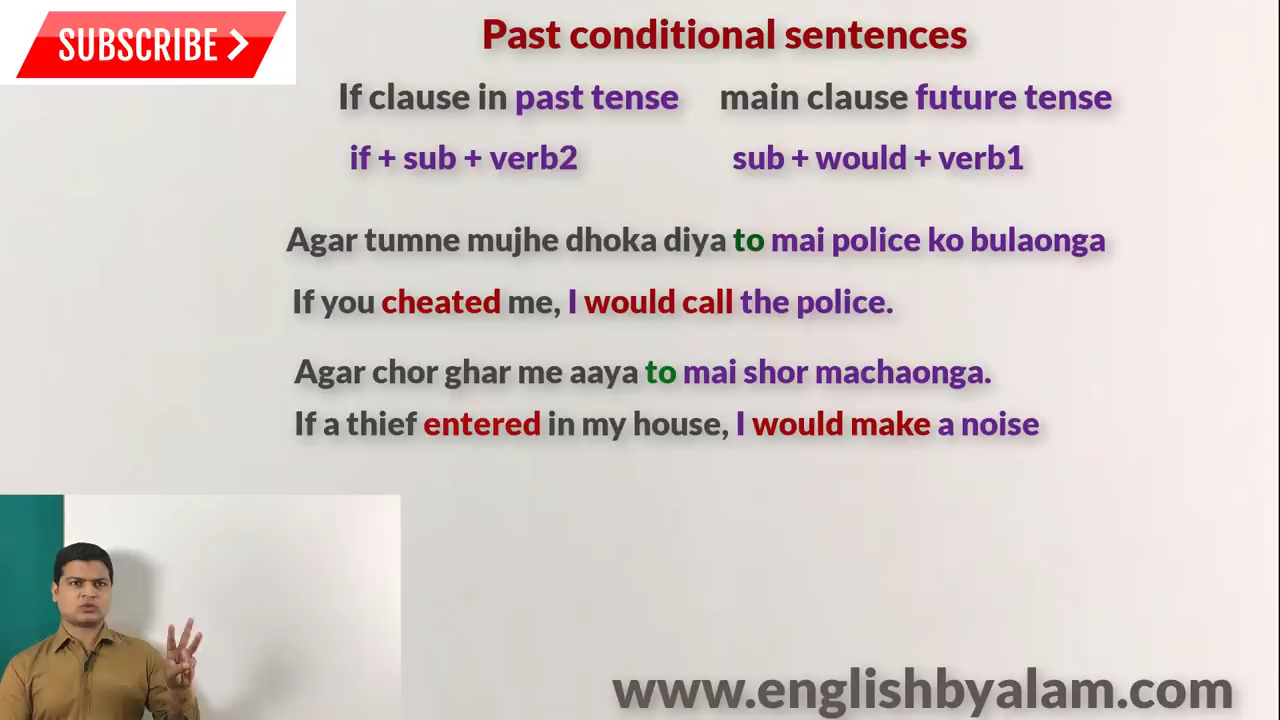 SUBSCRIBE
Past conditional sentences
If clause in past tense main clause future tense
if + sub + verb2 sub + would + verb1
Agar tumne mujhe dhoka diya to mai police ko bulaonga
If you cheated me, I would call the police.
Agar chor ghar me aaya to mai shor machaonga.
If a thief entered in my house, I would make a noise
www.englishbyalam.com